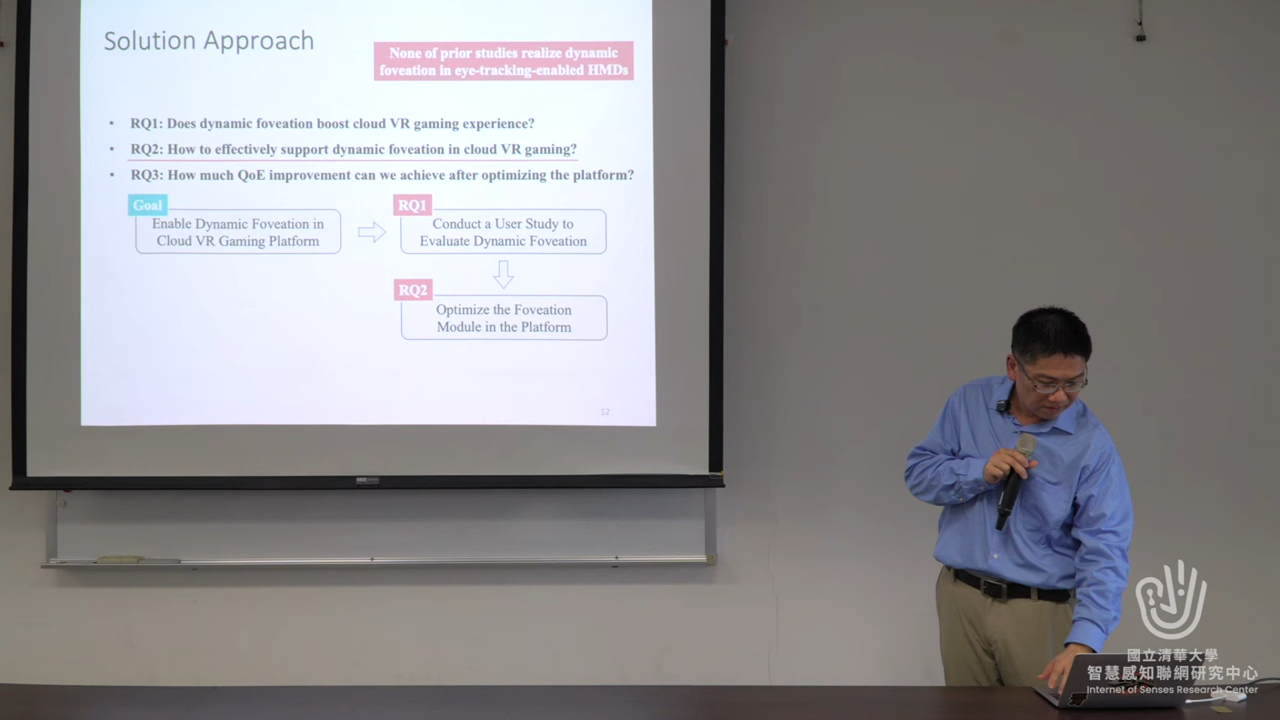 Solution Approach
None of prior studies realize dynamic
foveation in eye-tracking-enabled HMDs
• RQ1: Does dynamic foveation boost cloud VR gaming experience?
• RQ2: How to effectively support dynamic foveation in cloud VR gaming?
• RQ3: How much QoE improvement can we achieve after optimizing the platform?
Goal
Enable Dynamic Foveation in
Cloud VR Gaming Platform
RQ1
Conduct a User Study to
Evaluate Dynamic Foveation
RQ2
Optimize the Foveation
Module in the Platform
12
國立清華大學
智慧感知聯網研究中心
Internet of Senses Research Center